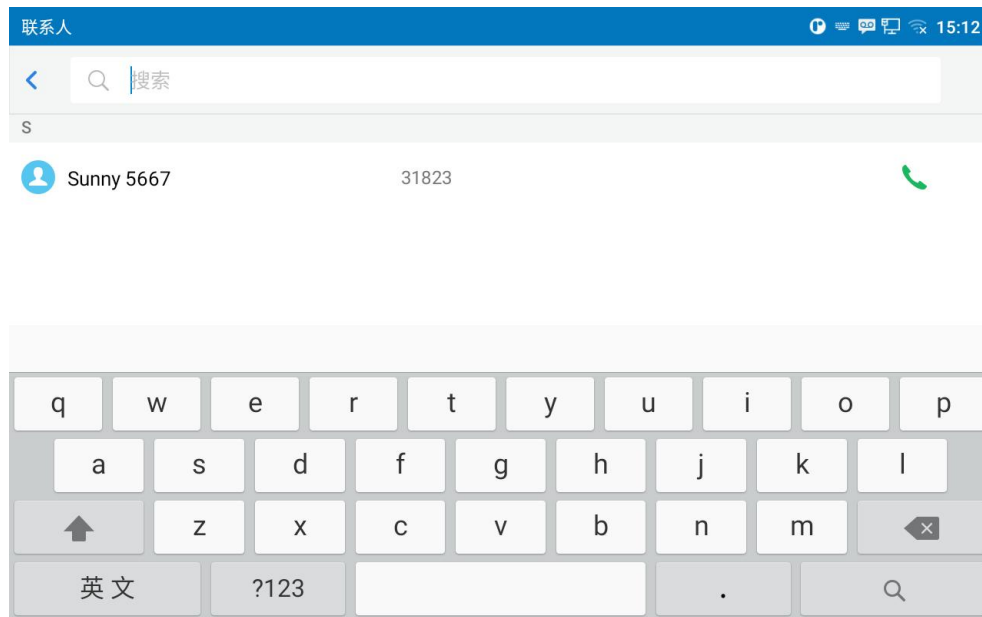 联系人 15:12
搜索
S
Sunny 5667 31823
q w e r t y u i o p
a s d f g h j k l
z x c v b n m
英文 ?123 .